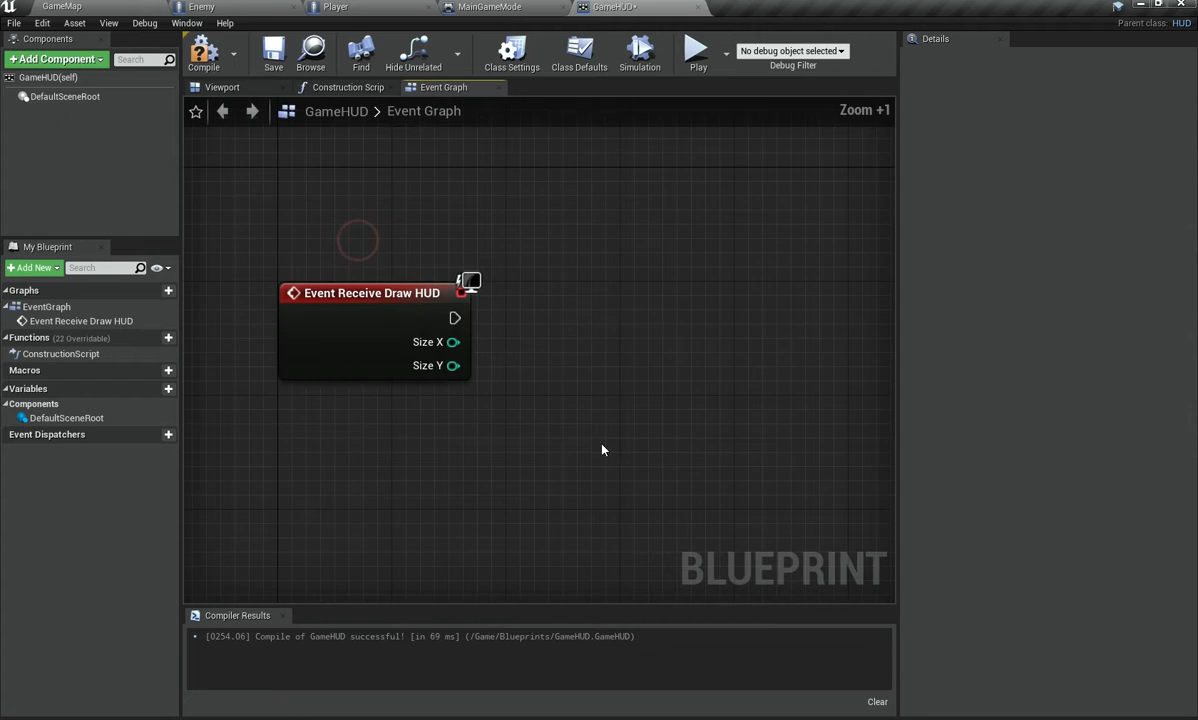 GameMap Enemy Player MainGameMode GameHUD*
File Edit Asset View Debug Window Help Parent class: HUD
Components
Add Component Search
GameHUD(self)
DefaultSceneRoot
Compile Save Browse Find Hide Unrelated Class Settings Class Defaults Simulation Play No debug object selected
Debug Filter
Details
Viewport Construction Scrip Event Graph
GameHUD > Event Graph Zoom +1
My Blueprint
Add New Search
Graphs
EventGraph
Event Receive Draw HUD
Functions (22 Overridable)
ConstructionScript
Macros
Variables
Components
DefaultSceneRoot
Event Dispatchers
Event Receive Draw HUD
Size X
Size Y
BLUEPRINT
Compiler Results
[0254.06] Compile of GameHUD successful! [in 69 ms] (/Game/Blueprints/GameHUD.GameHUD)
Clear